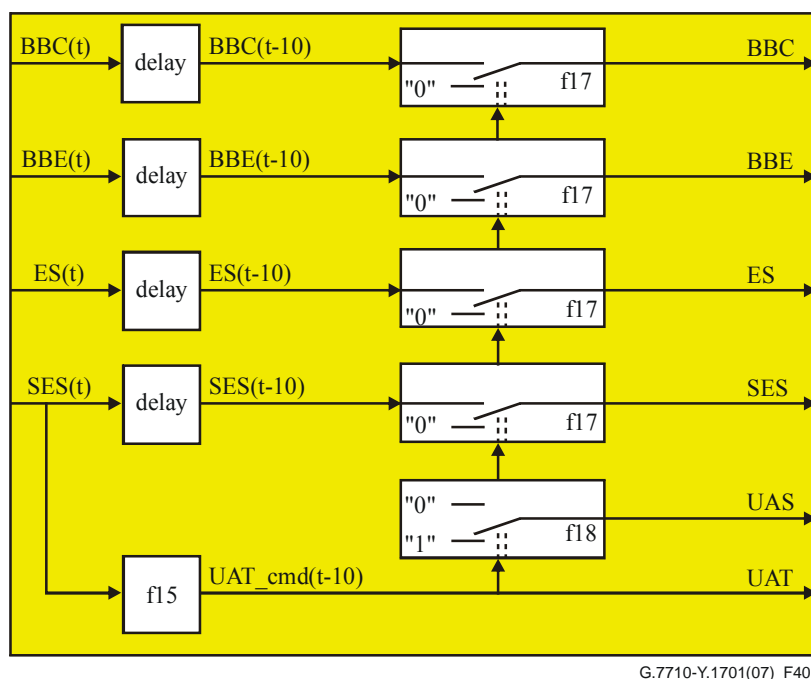 BBC(t) delay BBC(t-10) "0" f17 BBC
BBE(t) delay BBE(t-10) "0" f17 BBE
ES(t) delay ES(t-10) "0" f17 ES
SES(t) delay SES(t-10) "0" f17 SES
"0" "1" f18 UAS
f15 UAT_cmd(t-10) UAT
G.7710-Y.1701(07)_F40